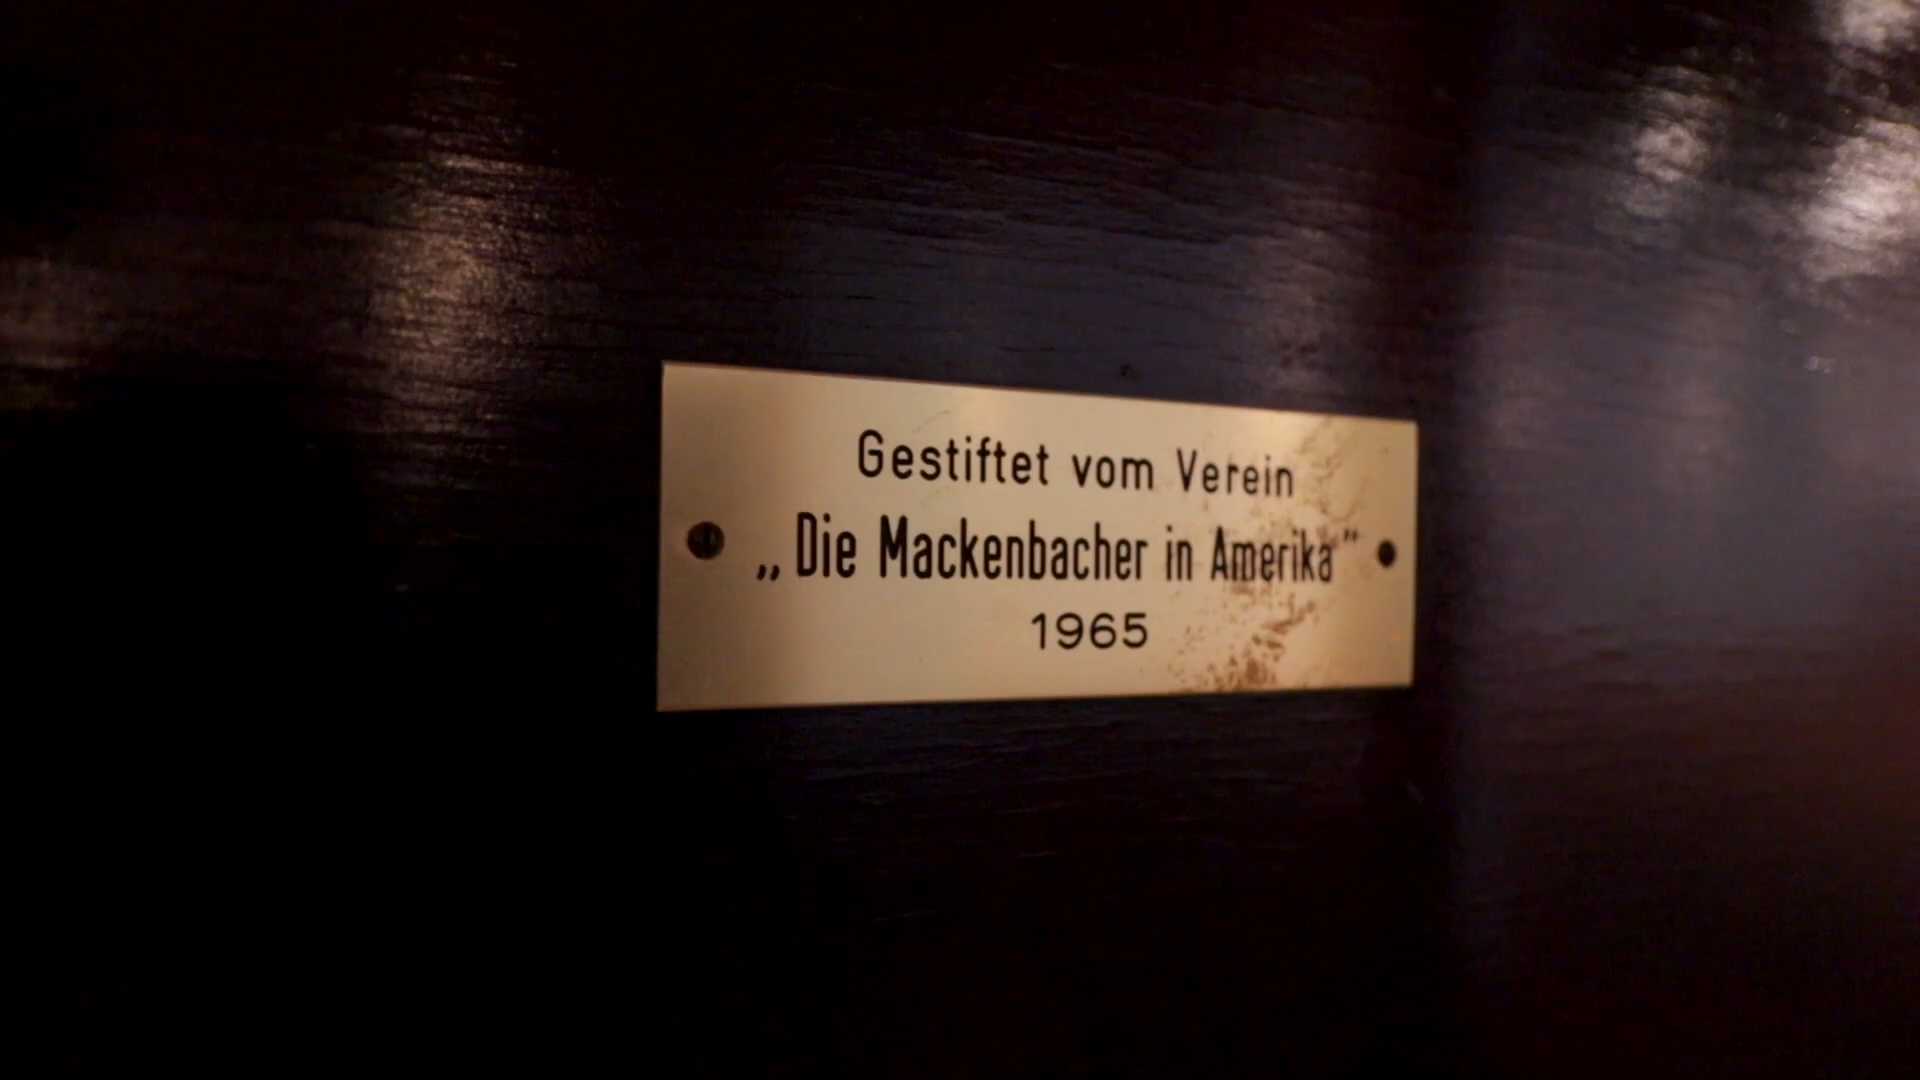 Gestiftet vom Verein
„Die Mackenbacher in Amerika”
1965